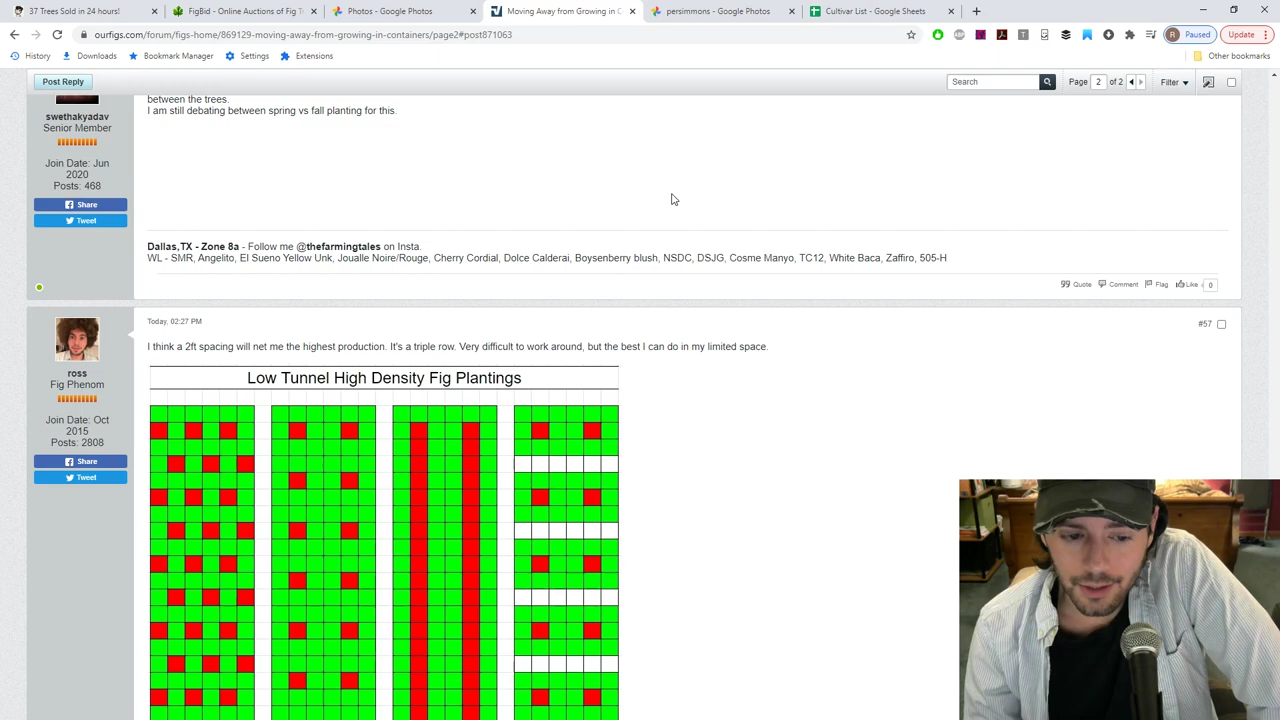 37 Trees Sold in 24 hours!
FigBid - Online Auctions of Fig T
Photos - Google Photos
Moving Away from Growing in C
persimmons - Google Photos
Cultivar List - Google Sheets
ourfigs.com/forum/figs-home/869129-moving-away-from-growing-in-containers/page2#post871063
R Paused
Update
History
Downloads
Bookmark Manager
Settings
Extensions
Other bookmarks
Post Reply
Search
Page 2 of 2
Filter
between the trees.
I am still debating between spring vs fall planting for this.
swethakyadav
Senior Member
Join Date: Jun
2020
Posts: 468
Share
Tweet
Dallas,TX - Zone 8a - Follow me @thefarmingtales on Insta.
WL - SMR, Angelito, El Sueno Yellow Unk, Joualle Noire/Rouge, Cherry Cordial, Dolce Calderai, Boysenberry blush, NSDC, DSJG, Cosme Manyo, TC12, White Baca, Zaffiro, 505-H
Quote
Comment
Flag
Like
0
Today, 02:27 PM
#57
I think a 2ft spacing will net me the highest production. It's a triple row. Very difficult to work around, but the best I can do in my limited space.
ross
Fig Phenom
Join Date: Oct
2015
Posts: 2808
Share
Tweet
Low Tunnel High Density Fig Plantings